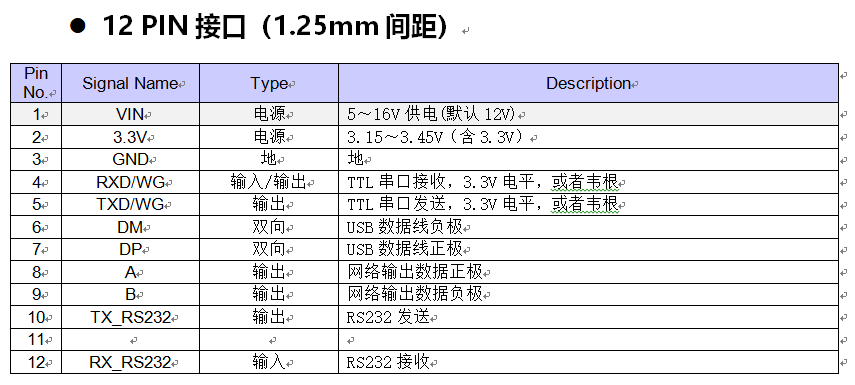 ● 12 PIN 接口（1.25mm 间距）
Pin No. Signal Name Type Description
1 VIN 电源 5～16V 供电(默认 12V)
2 3.3V 电源 3.15～3.45V（含 3.3V）
3 GND 地 地
4 RXD/WG 输入/输出 TTL 串口接收，3.3V 电平，或者韦根
5 TXD/WG 输出 TTL 串口发送，3.3V 电平，或者韦根
6 DM 双向 USB 数据线负极
7 DP 双向 USB 数据线正极
8 A 输出 网络输出数据正极
9 B 输出 网络输出数据负极
10 TX_RS232 输出 RS232 发送
11
12 RX_RS232 输入 RS232 接收